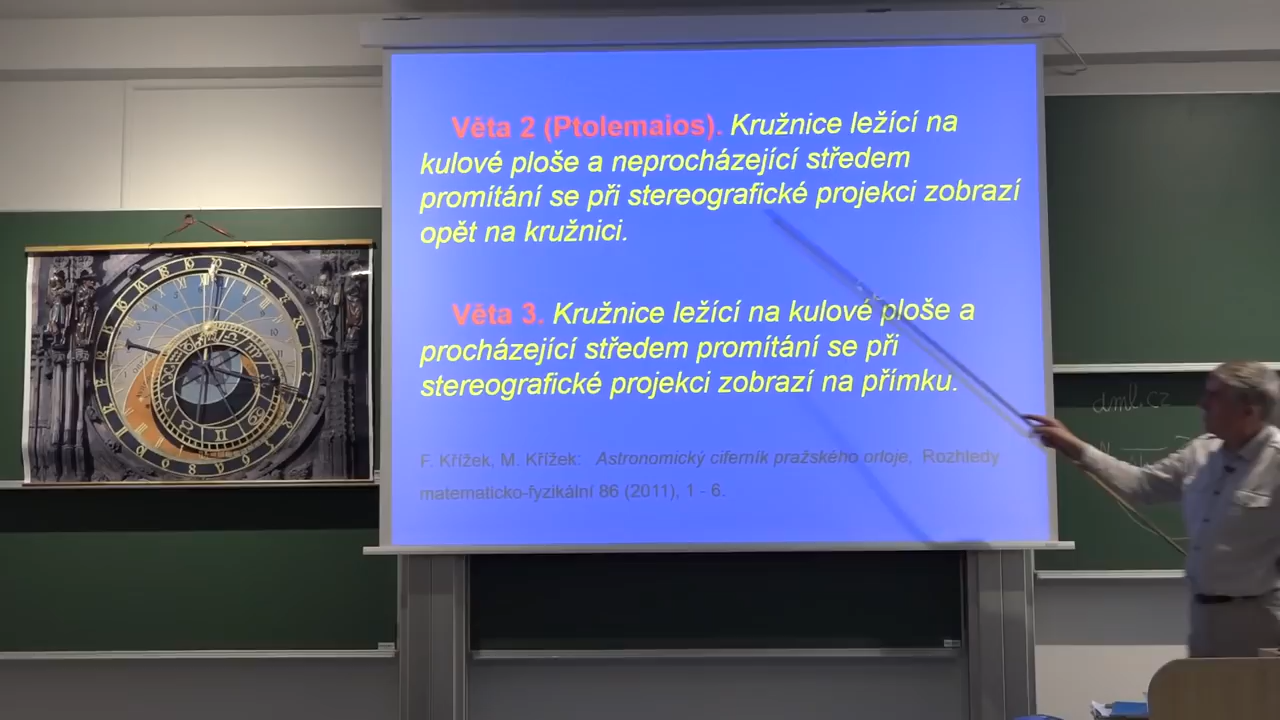 Věta 2 (Ptolemaios). Kružnice ležící na
kulové ploše a neprocházející středem
promítání se při stereografické projekci zobrazí
opět na kružnici.
Věta 3. Kružnice ležící na kulové ploše a
procházející středem promítání se při
stereografické projekci zobrazí na přímku.
F. Křížek, M. Křížek: Astronomický ciferník pražského orloje, Rozhledy
matematicko-fyzikální 86 (2011), 1 - 6.
dml.cz